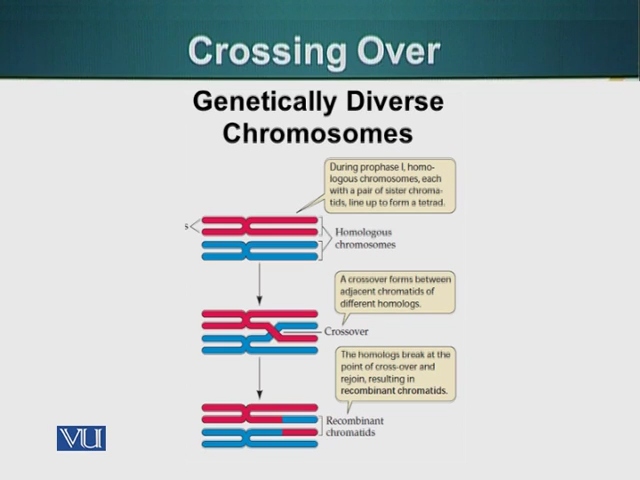 Crossing Over
Genetically Diverse
Chromosomes
During prophase I, homo-
logous chromosomes, each
with a pair of sister chroma-
tids, line up to form a tetrad.
s
Homologous
chromosomes
A crossover forms between
adjacent chromatids of
different homologs.
Crossover
The homologs break at the
point of cross-over and
rejoin, resulting in
recombinant chromatids.
Recombinant
chromatids
VU